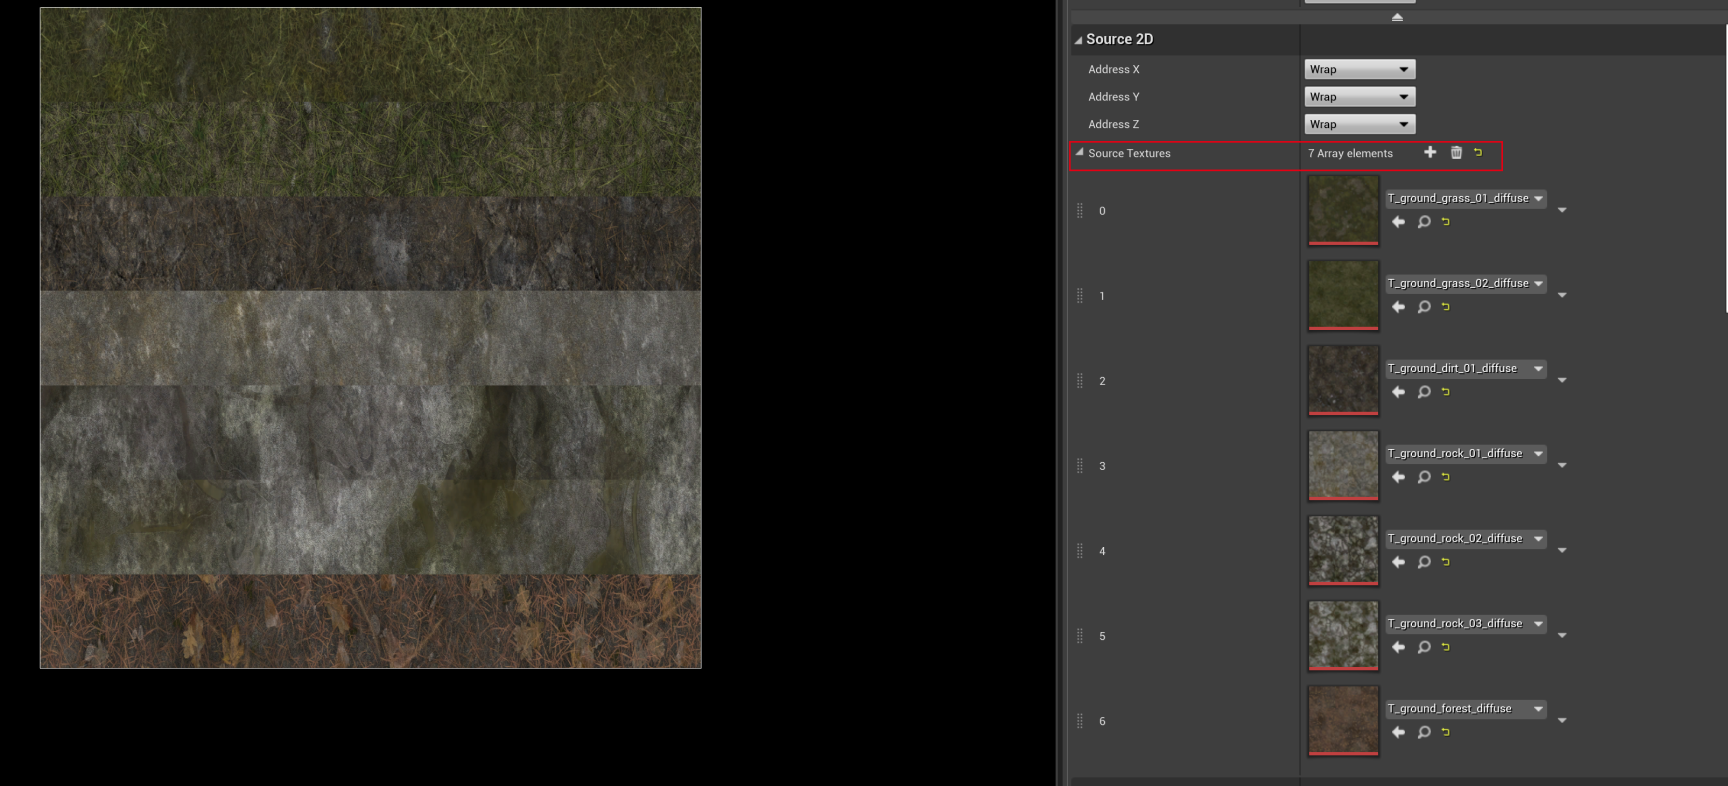 Source 2D
Address X Wrap
Address Y Wrap
Address Z Wrap
Source Textures 7 Array elements
0 T_ground_grass_01_diffuse
1 T_ground_grass_02_diffuse
2 T_ground_dirt_01_diffuse
3 T_ground_rock_01_diffuse
4 T_ground_rock_02_diffuse
5 T_ground_rock_03_diffuse
6 T_ground_forest_diffuse